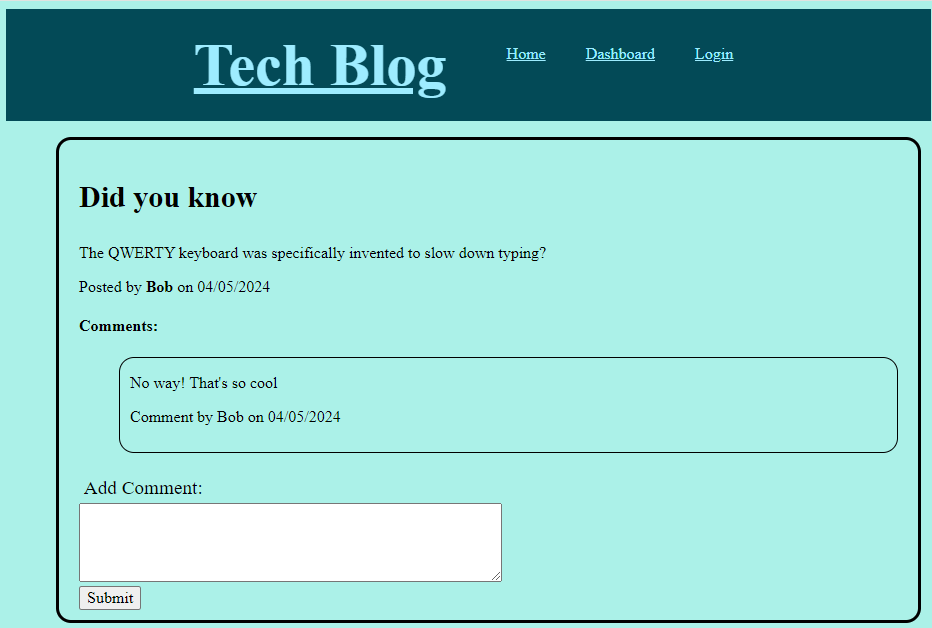 Tech Blog
Home
Dashboard
Login
Did you know
The QWERTY keyboard was specifically invented to slow down typing?
Posted by Bob on 04/05/2024
Comments:
No way! That's so cool
Comment by Bob on 04/05/2024
Add Comment:
Submit